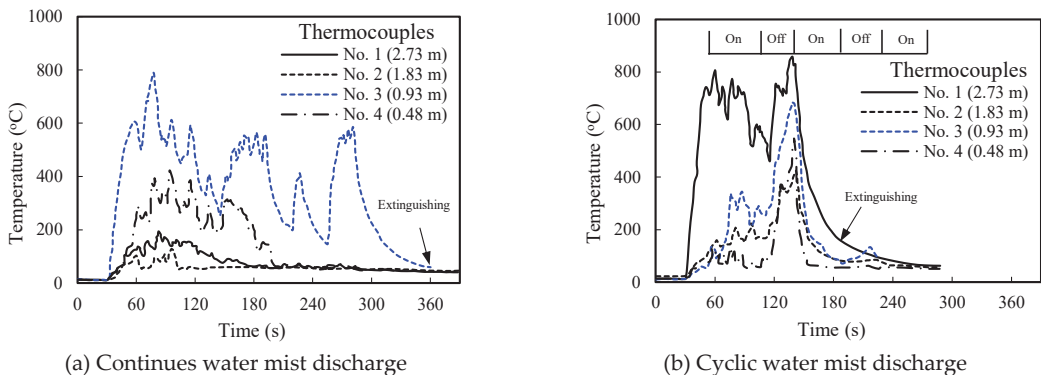 1000
800
600
400
200
0
Temperature (°C)
0 60 120 180 240 300 360
Time (s)
Thermocouples
No. 1 (2.73 m)
No. 2 (1.83 m)
No. 3 (0.93 m)
No. 4 (0.48 m)
Extinguishing
(a) Continues water mist discharge
1000
800
600
400
200
0
Temperature (°C)
0 60 120 180 240 300 360
Time (s)
On Off On Off On
Thermocouples
No. 1 (2.73 m)
No. 2 (1.83 m)
No. 3 (0.93 m)
No. 4 (0.48 m)
Extinguishing
(b) Cyclic water mist discharge